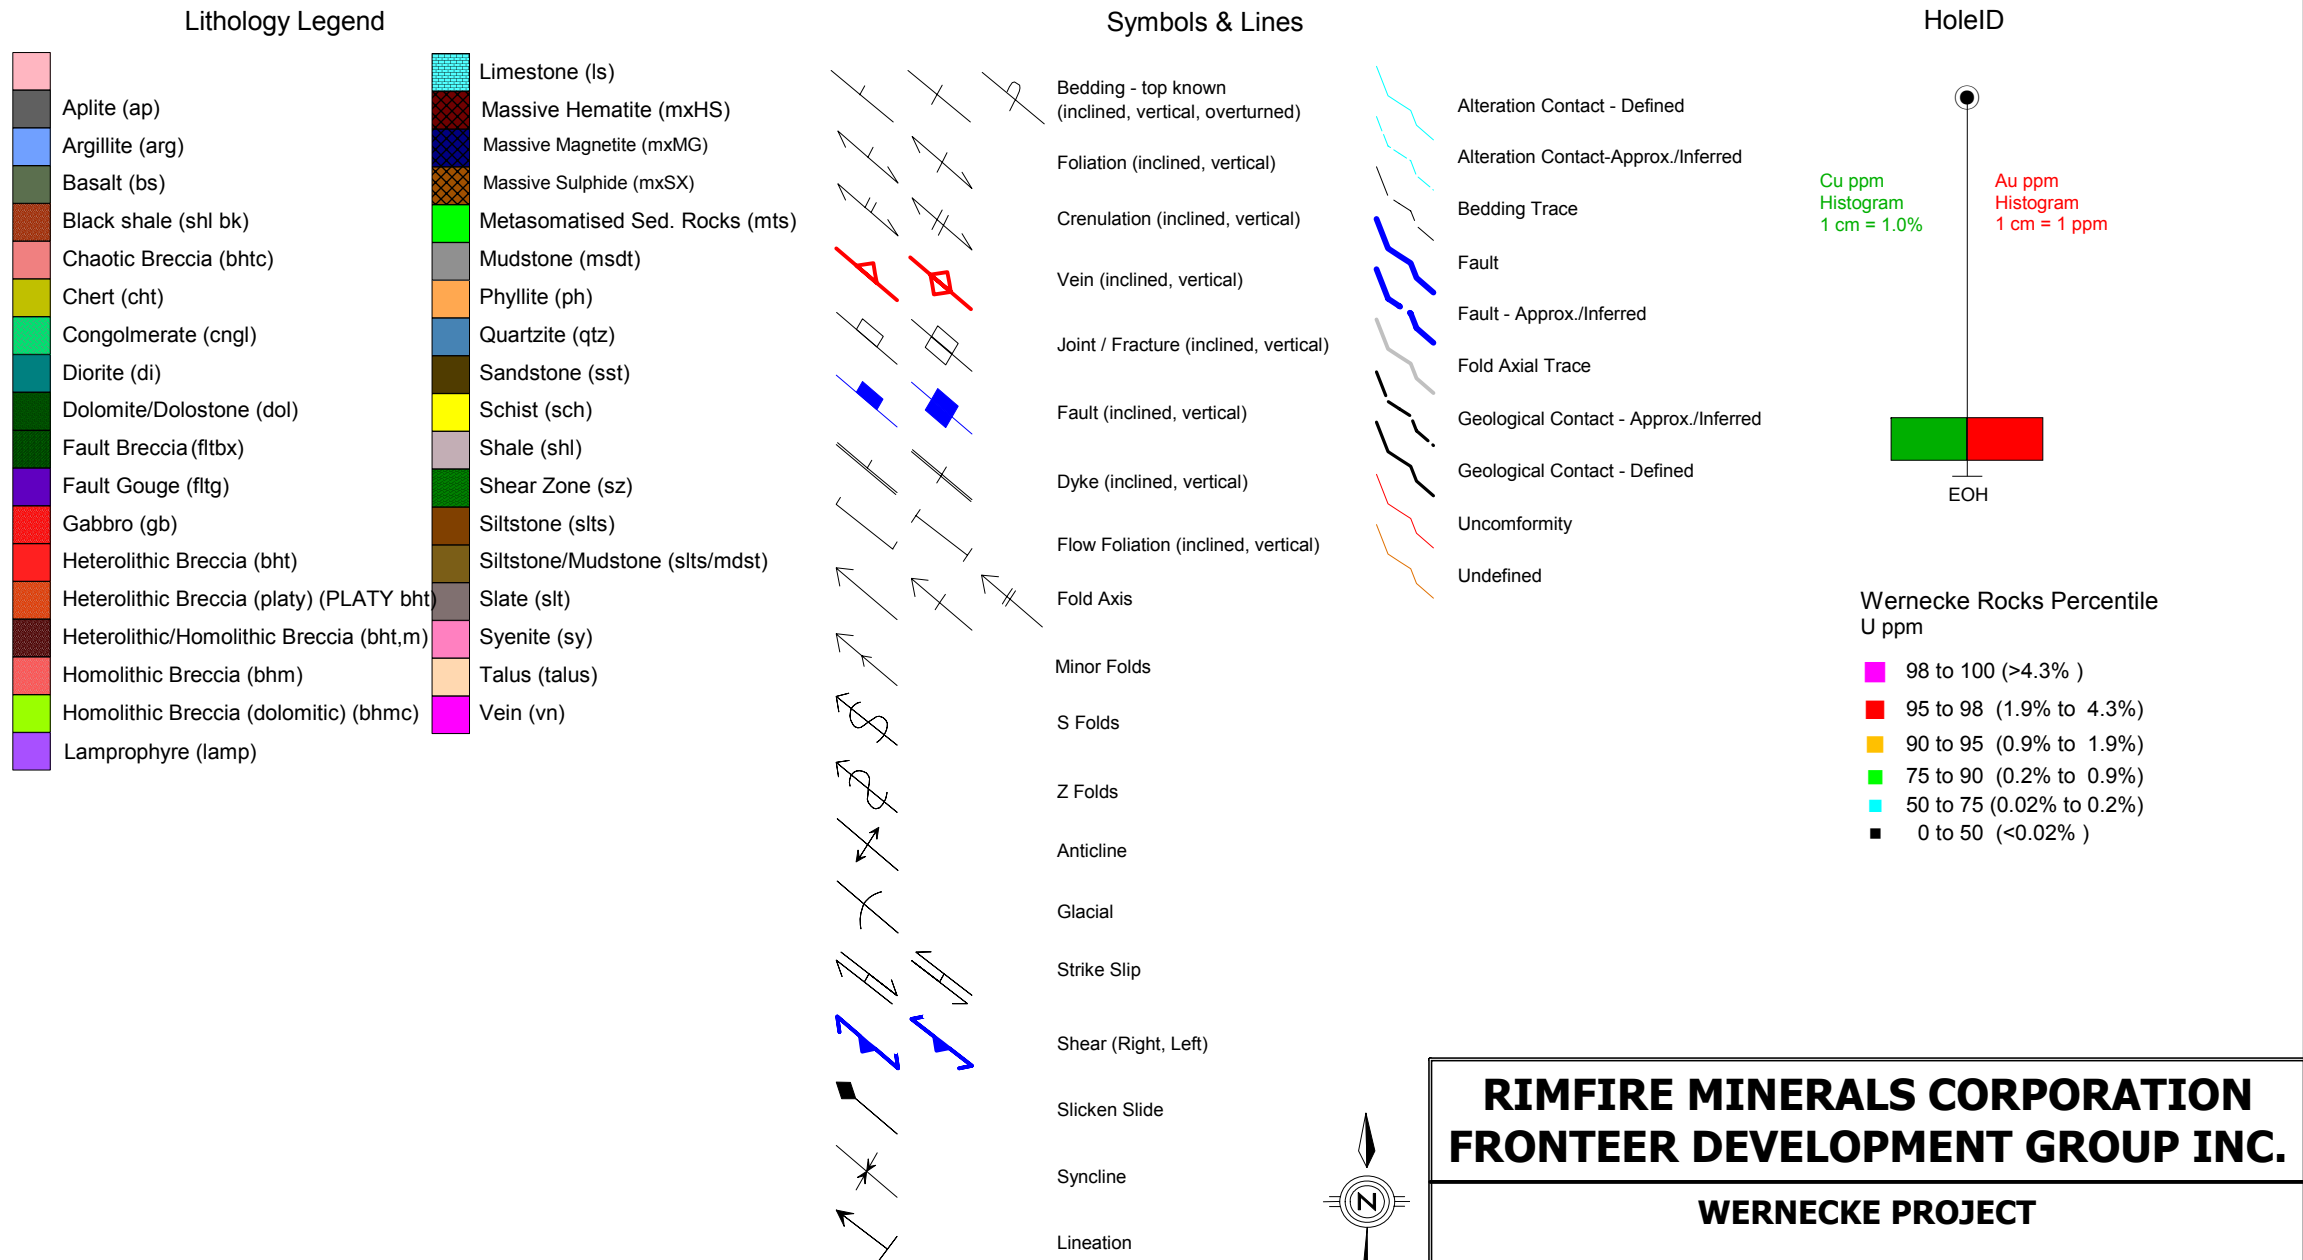 Lithology Legend
Aplite (ap)
Argillite (arg)
Basalt (bs)
Black shale (shl bk)
Chaotic Breccia (bhtc)
Chert (cht)
Congolmerate (cngl)
Diorite (di)
Dolomite/Dolostone (dol)
Fault Breccia (fltbx)
Fault Gouge (fltg)
Gabbro (gb)
Heterolithic Breccia (bht)
Heterolithic Breccia (platy) (PLATY bht)
Heterolithic/Homolithic Breccia (bht,m)
Homolithic Breccia (bhm)
Homolithic Breccia (dolomitic) (bhmc)
Lamprophyre (lamp)
Limestone (ls)
Massive Hematite (mxHS)
Massive Magnetite (mxMG)
Massive Sulphide (mxSX)
Metasomatised Sed. Rocks (mts)
Mudstone (msdt)
Phyllite (ph)
Quartzite (qtz)
Sandstone (sst)
Schist (sch)
Shale (shl)
Shear Zone (sz)
Siltstone (slts)
Siltstone/Mudstone (slts/mdst)
Slate (slt)
Syenite (sy)
Talus (talus)
Vein (vn)
Symbols & Lines
Bedding - top known
(inclined, vertical, overturned)
Foliation (inclined, vertical)
Crenulation (inclined, vertical)
Vein (inclined, vertical)
Joint / Fracture (inclined, vertical)
Fault (inclined, vertical)
Dyke (inclined, vertical)
Flow Foliation (inclined, vertical)
Fold Axis
Minor Folds
S Folds
Z Folds
Anticline
Glacial
Strike Slip
Shear (Right, Left)
Slicken Slide
Syncline
Lineation
Alteration Contact - Defined
Alteration Contact-Approx./Inferred
Bedding Trace
Fault
Fault - Approx./Inferred
Fold Axial Trace
Geological Contact - Approx./Inferred
Geological Contact - Defined
Uncomformity
Undefined
HoleID
Cu ppm
Histogram
1 cm = 1.0%
Au ppm
Histogram
1 cm = 1 ppm
EOH
Wernecke Rocks Percentile
U ppm
98 to 100 (>4.3% )
95 to 98 (1.9% to 4.3%)
90 to 95 (0.9% to 1.9%)
75 to 90 (0.2% to 0.9%)
50 to 75 (0.02% to 0.2%)
0 to 50 (<0.02% )
N
RIMFIRE MINERALS CORPORATION
FRONTEER DEVELOPMENT GROUP INC.
WERNECKE PROJECT